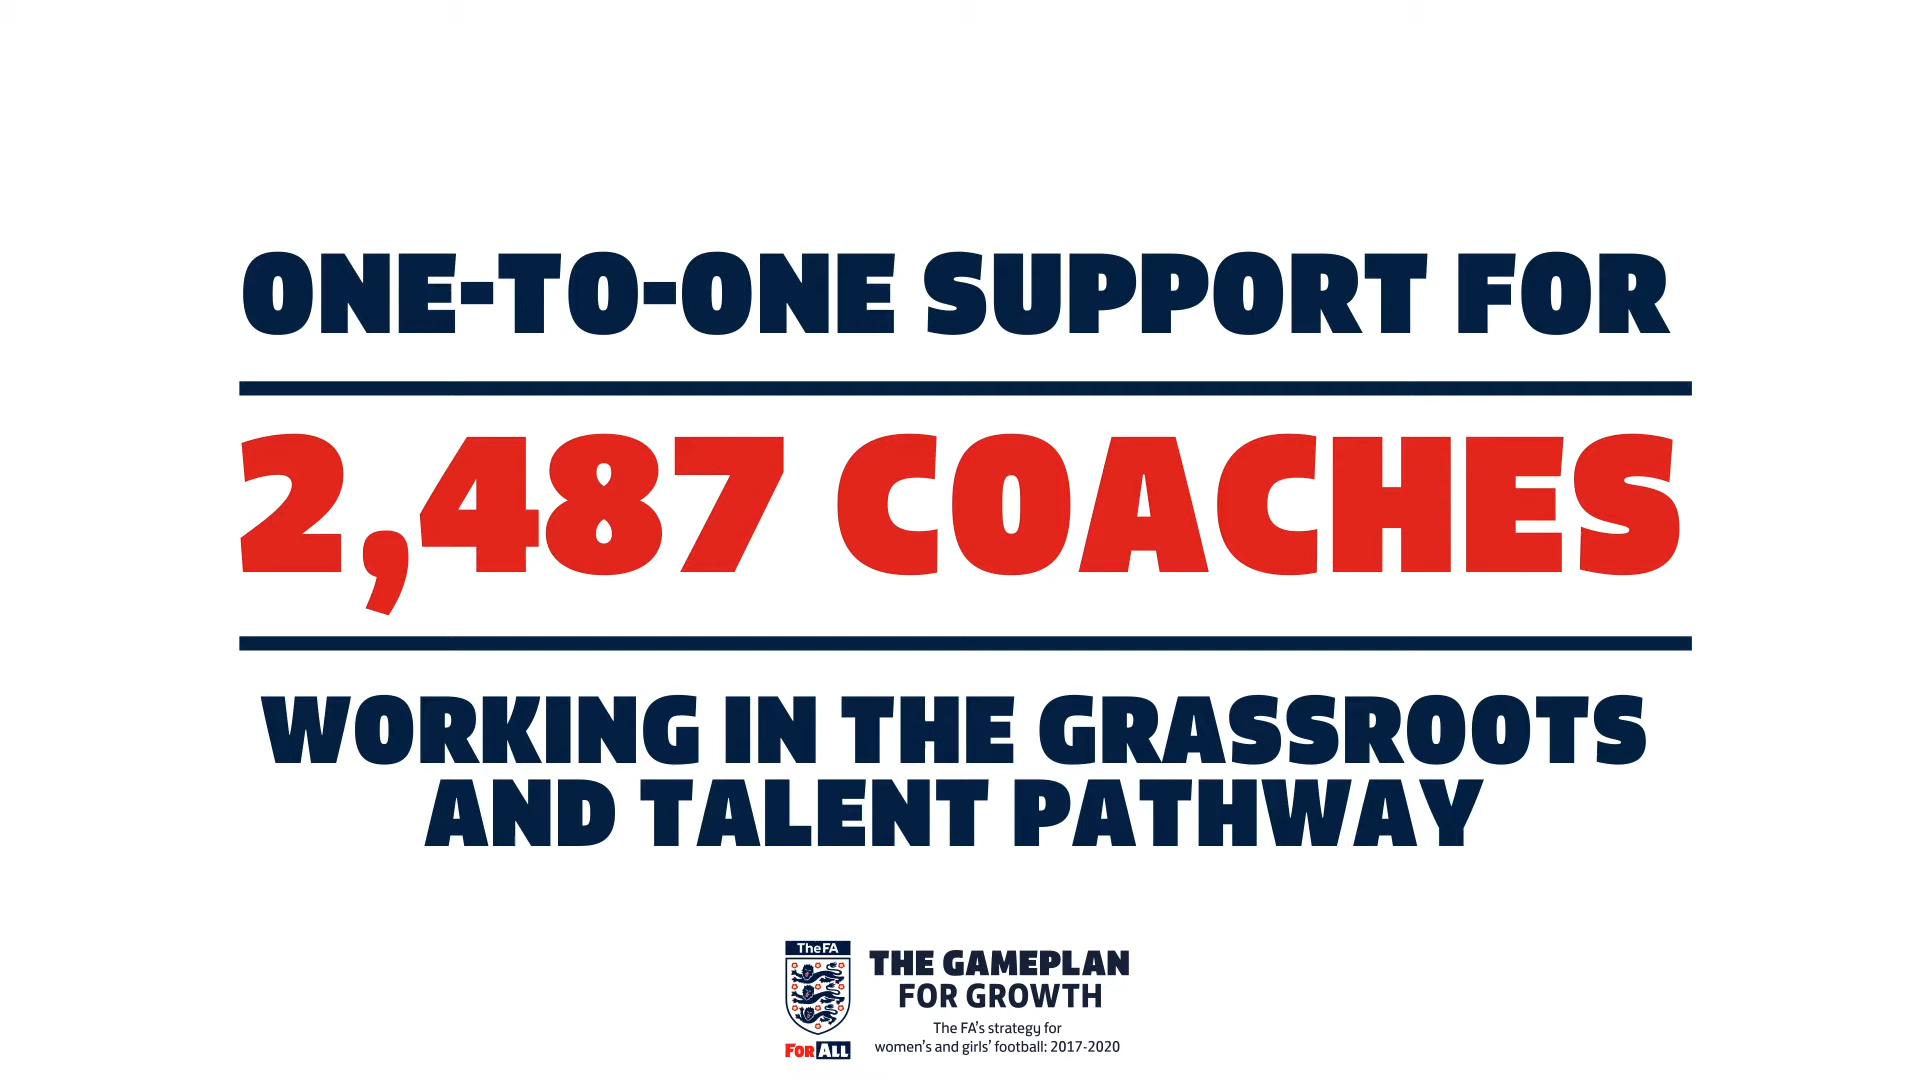 ONE-TO-ONE SUPPORT FOR
2,487 COACHES
WORKING IN THE GRASSROOTS
AND TALENT PATHWAY
TheFA
FOR ALL
THE GAMEPLAN
FOR GROWTH
The FA's strategy for
women's and girls' football: 2017-2020